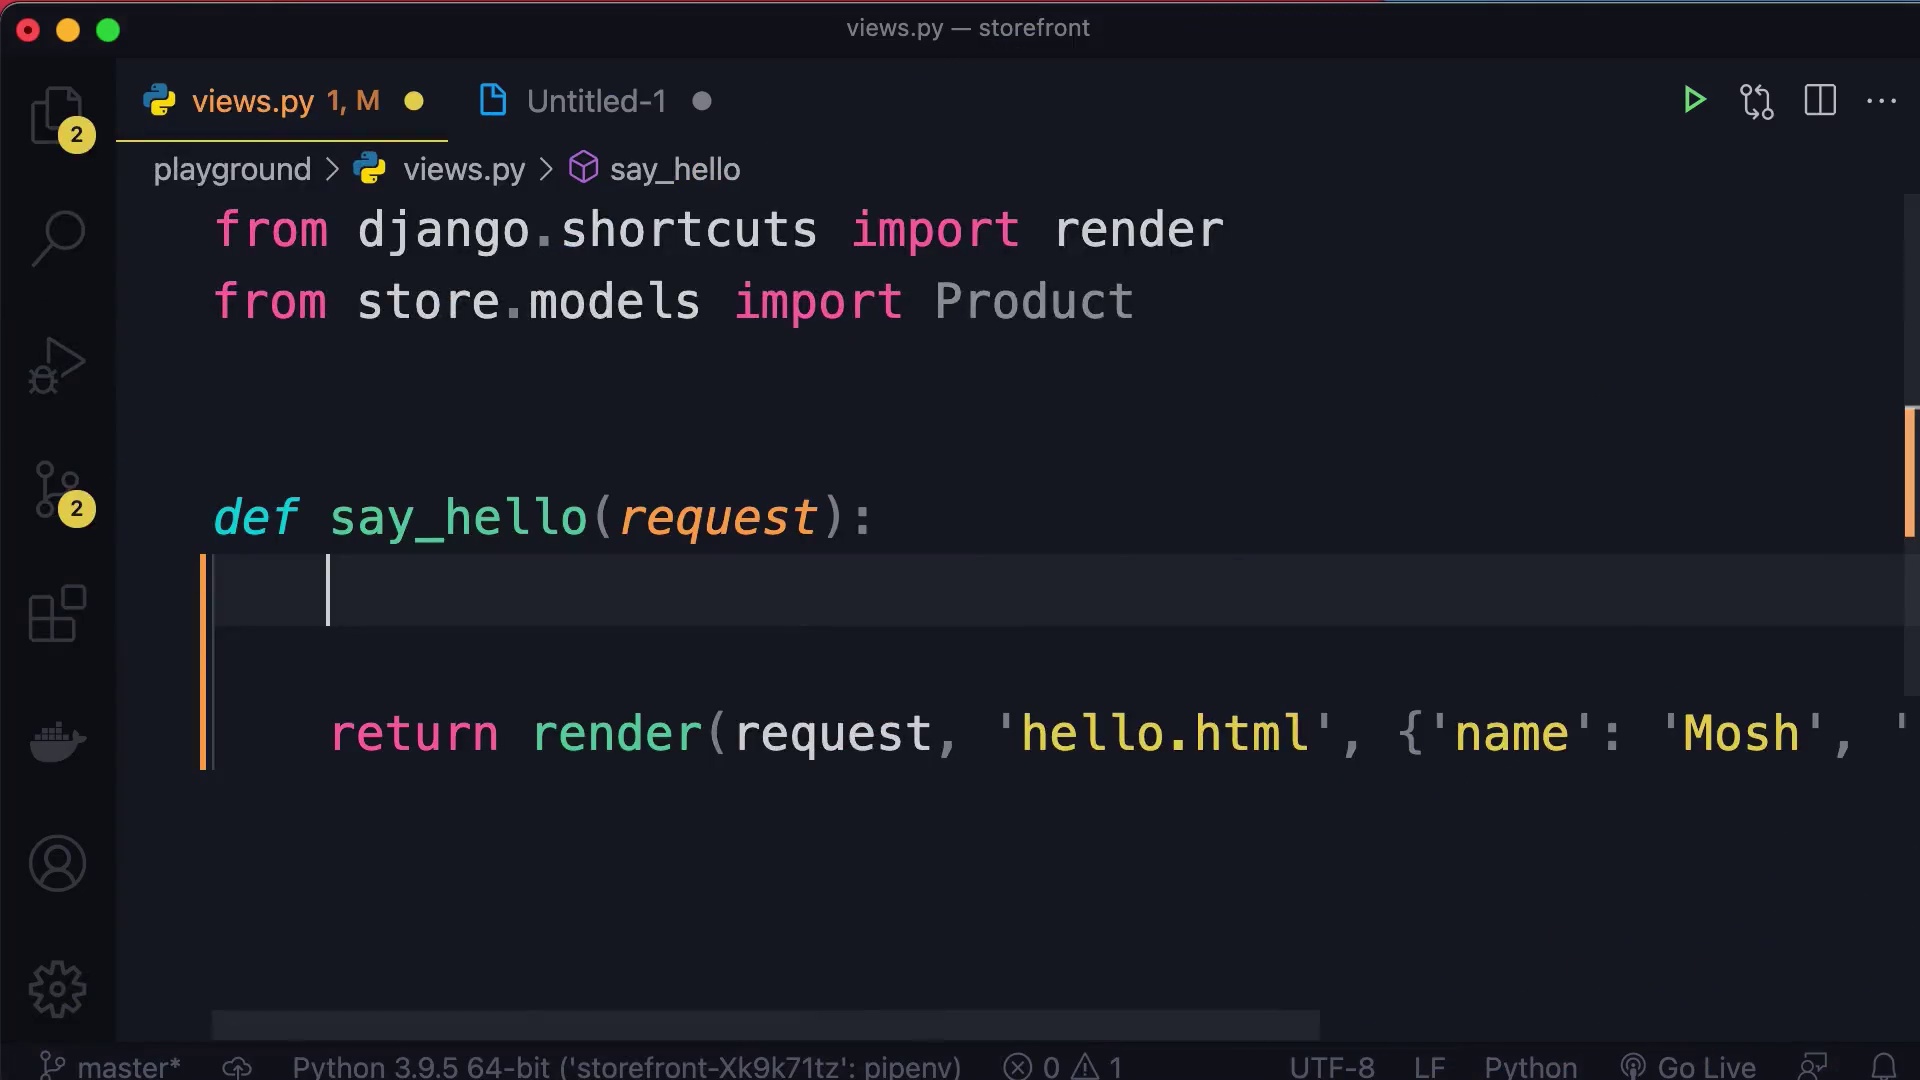 views.py — storefront
views.py 1, M
Untitled-1
2
playground > views.py > say_hello
from django.shortcuts import render
from store.models import Product
def say_hello(request):
2
return render(request, 'hello.html', {'name': 'Mosh', '
master*
Python 3.9.5 64-bit ('storefront-Xk9k71tz': pipenv)
0
1
UTF-8
LF
Python
Go Live